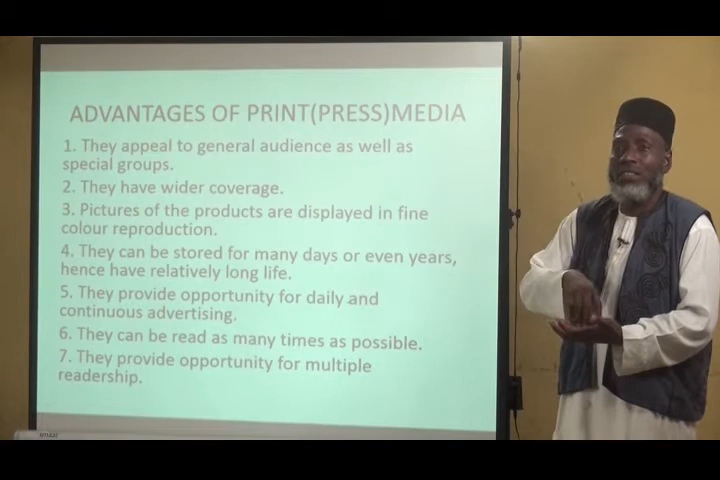 ADVANTAGES OF PRINT(PRESS)MEDIA
1. They appeal to general audience as well as
special groups.
2. They have wider coverage.
3. Pictures of the products are displayed in fine
colour reproduction.
4. They can be stored for many days or even years,
hence have relatively long life.
5. They provide opportunity for daily and
continuous advertising.
6. They can be read as many times as possible.
7. They provide opportunity for multiple
readership.